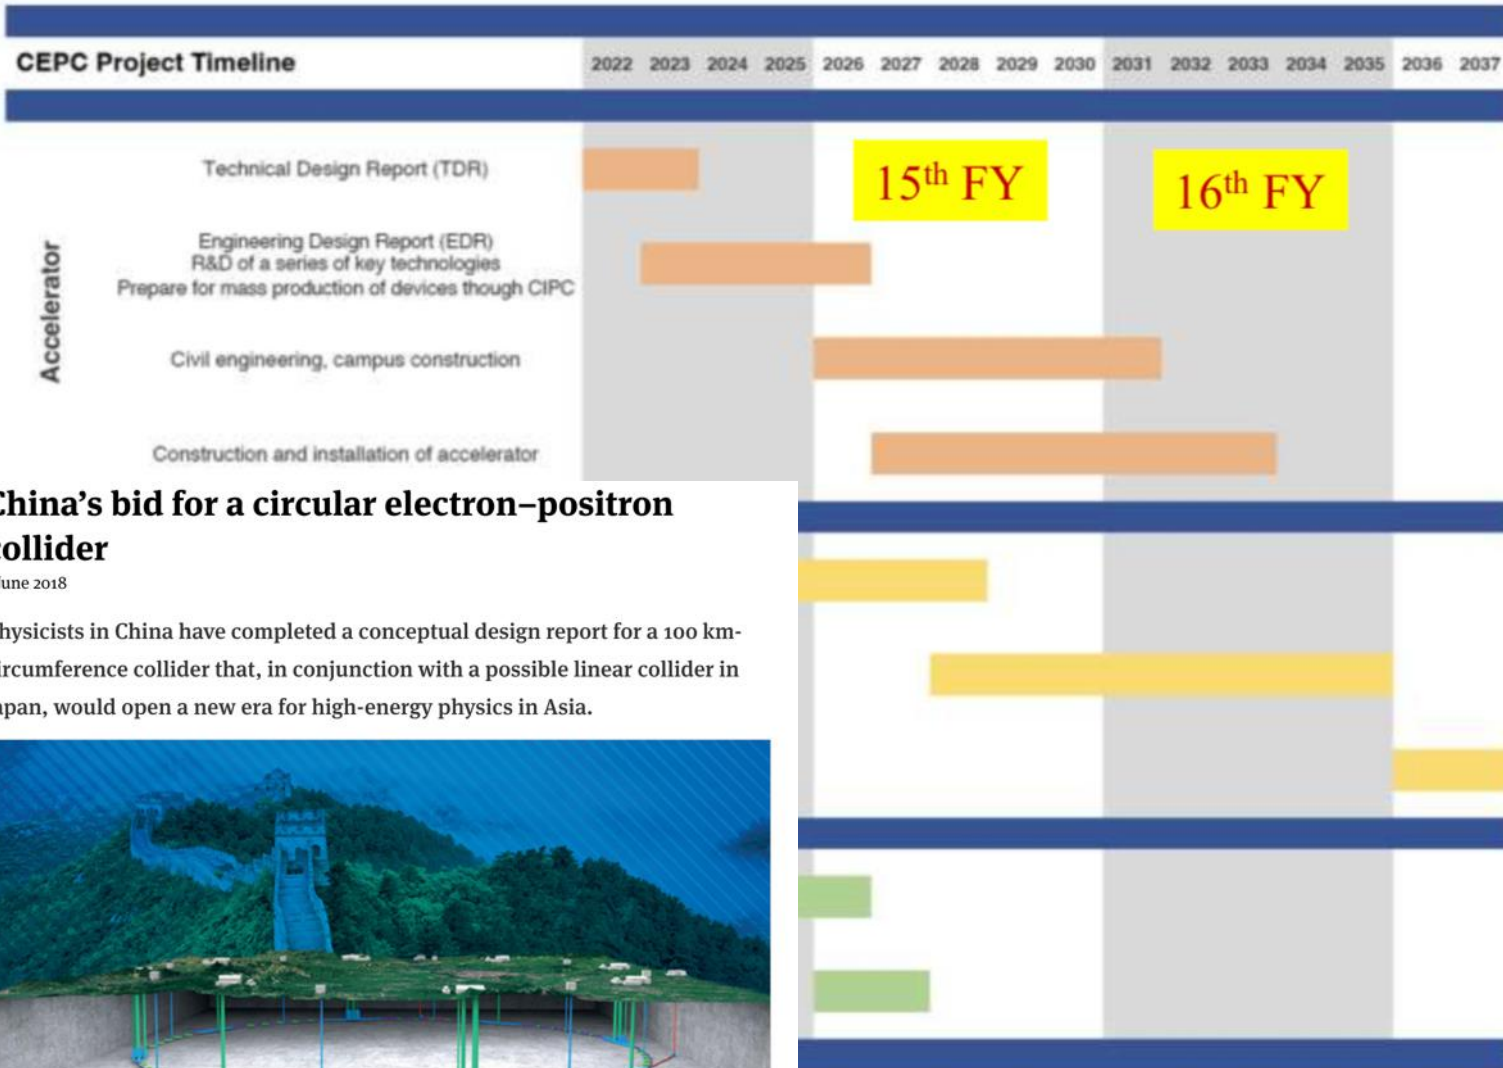 CEPC Project Timeline
2022 2023 2024 2025 2026 2027 2028 2029 2030 2031 2032 2033 2034 2035 2036 2037
Technical Design Report (TDR)
15th FY
16th FY
Accelerator
Engineering Design Report (EDR)
R&D of a series of key technologies
Prepare for mass production of devices though CIPC
Civil engineering, campus construction
Construction and installation of accelerator
China’s bid for a circular electron–positron
collider
June 2018
hysicists in China have completed a conceptual design report for a 100 km-
ircumference collider that, in conjunction with a possible linear collider in
apan, would open a new era for high-energy physics in Asia.